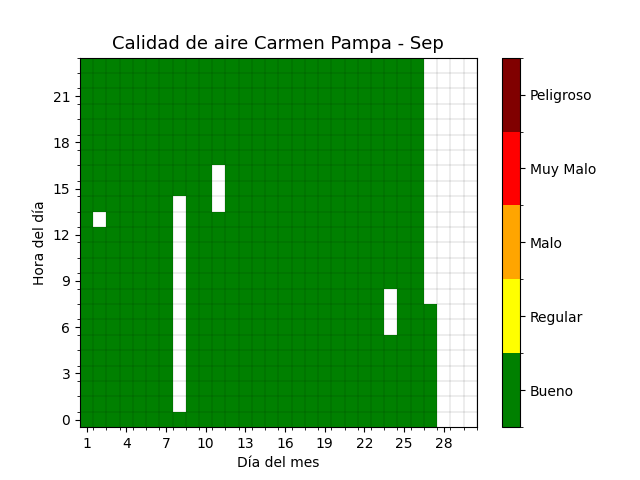 Calidad de aire Carmen Pampa - Sep
Hora del día
21
18
15
12
9
6
3
0
1 4 7 10 13 16 19 22 25 28
Día del mes
Peligroso
Muy Malo
Malo
Regular
Bueno